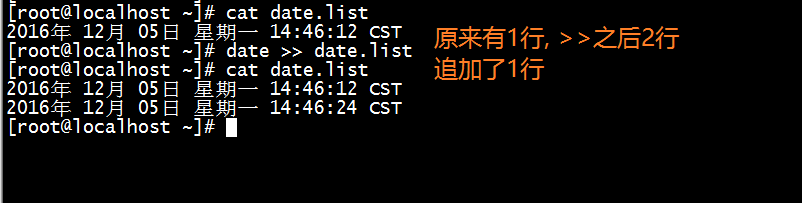 [root@localhost ~]# cat date.list
2016年 12月 05日 星期一 14:46:12 CST
[root@localhost ~]# date >> date.list
[root@localhost ~]# cat date.list
2016年 12月 05日 星期一 14:46:12 CST
2016年 12月 05日 星期一 14:46:24 CST
[root@localhost ~]#
原来有1行, >>之后2行
追加了1行